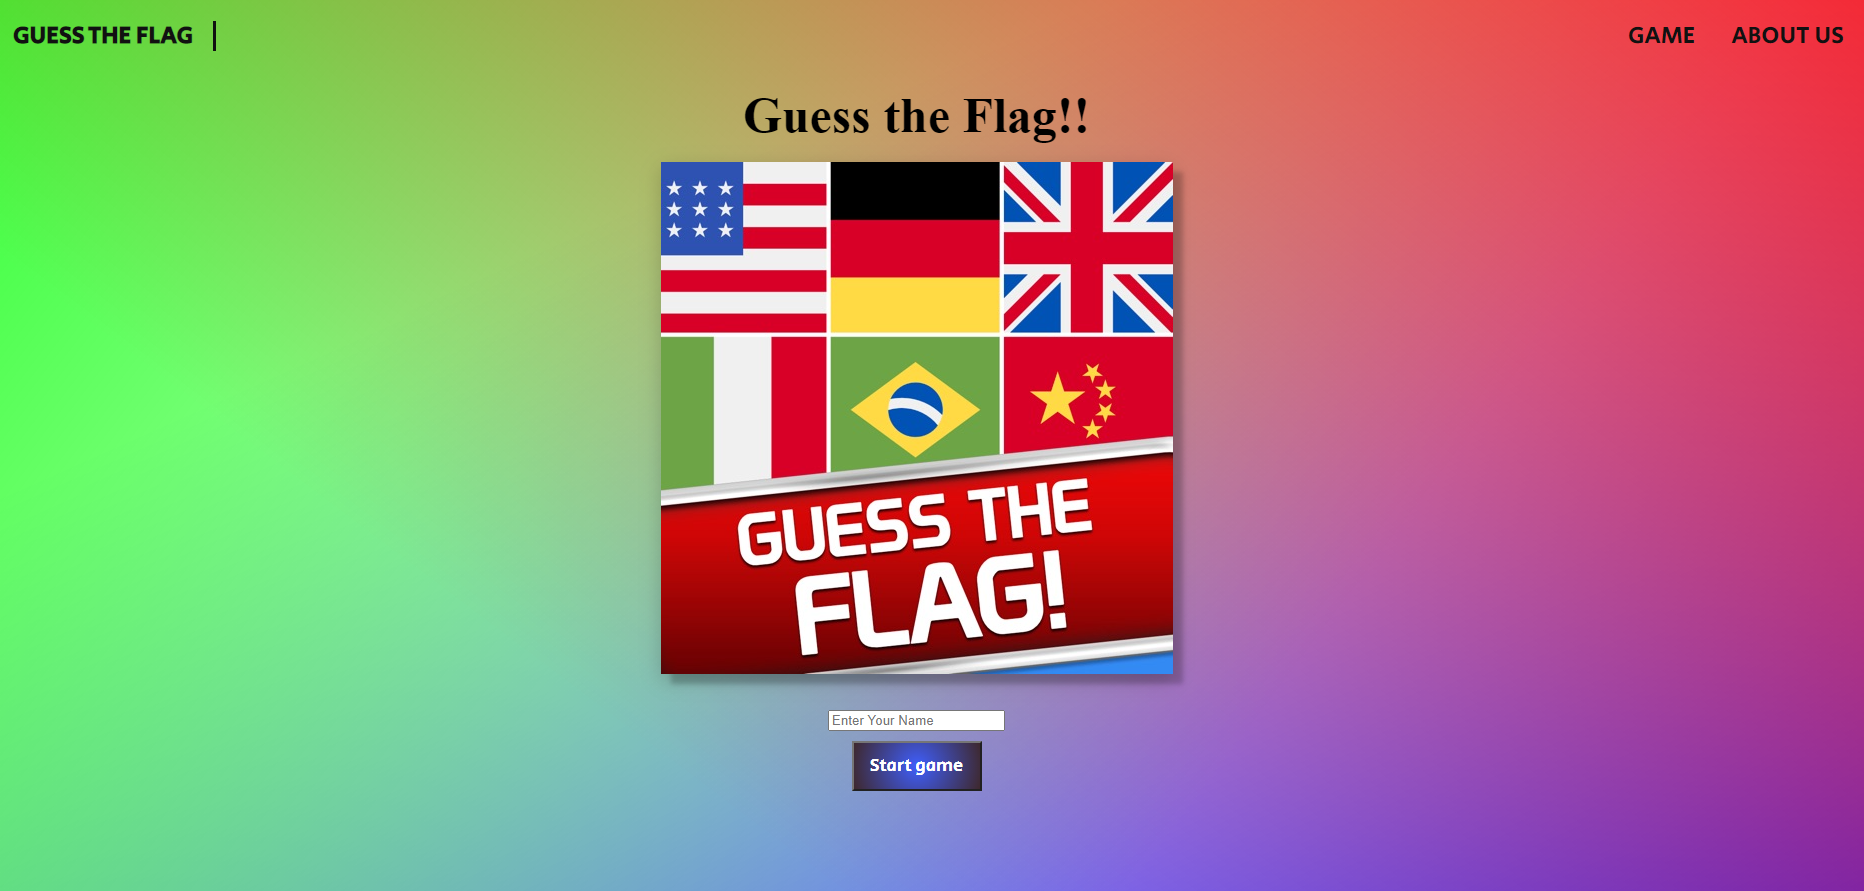 GUESS THE FLAG
GAME
ABOUT US
Guess the Flag!!
GUESS THE
FLAG!
Enter Your Name
Start game